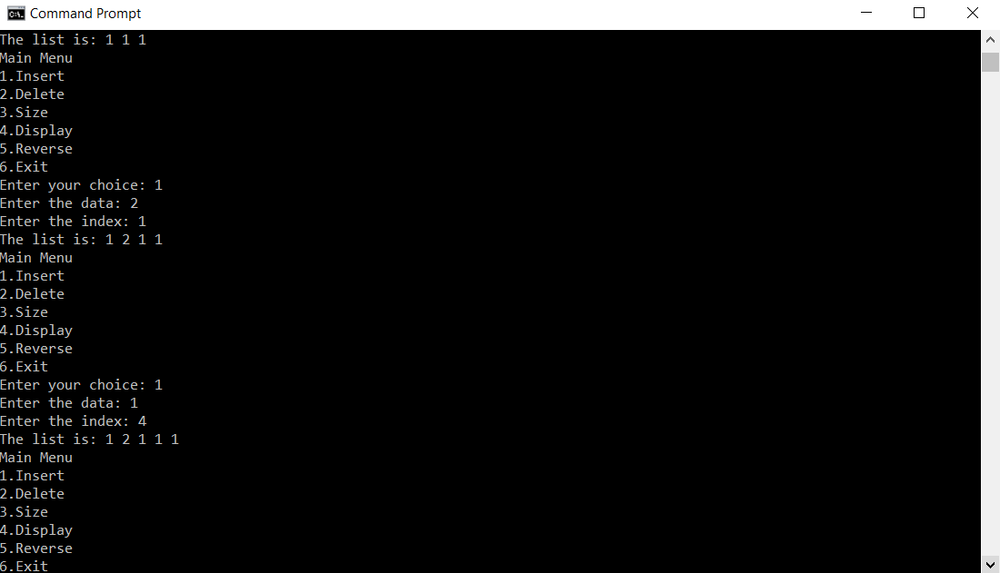 Command Prompt
The list is: 1 1 1
Main Menu
1.Insert
2.Delete
3.Size
4.Display
5.Reverse
6.Exit
Enter your choice: 1
Enter the data: 2
Enter the index: 1
The list is: 1 2 1 1
Main Menu
1.Insert
2.Delete
3.Size
4.Display
5.Reverse
6.Exit
Enter your choice: 1
Enter the data: 1
Enter the index: 4
The list is: 1 2 1 1 1
Main Menu
1.Insert
2.Delete
3.Size
4.Display
5.Reverse
6.Exit